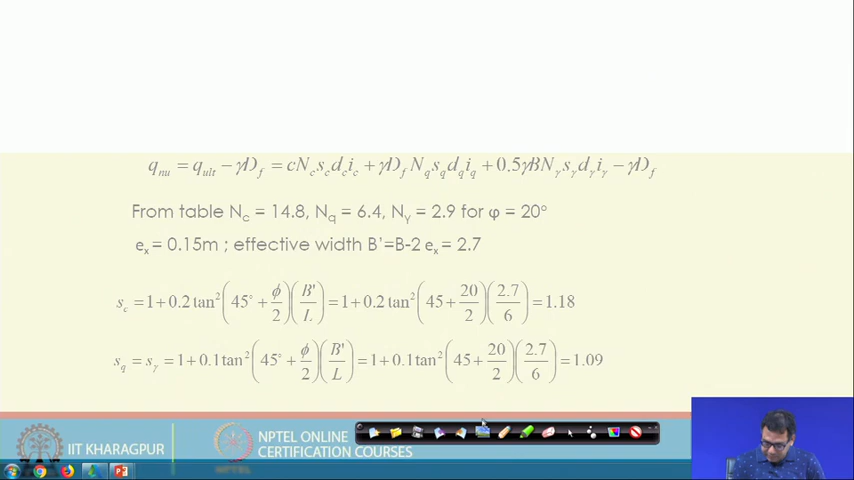 q_nu = q_ult − γD_f = cN_c s_c d_c i_c + γD_f N_q s_q d_q i_q + 0.5γBN_γ s_γ d_γ i_γ − γD_f
From table N_c = 14.8, N_q = 6.4, N_γ = 2.9 for φ = 20°
e_x = 0.15m ; effective width B'=B-2 e_x = 2.7
s_c = 1 + 0.2 tan²(45° + ϕ/2)(B'/L) = 1 + 0.2 tan²(45 + 20/2)(2.7/6) = 1.18
s_q = s_γ = 1 + 0.1 tan²(45° + ϕ/2)(B'/L) = 1 + 0.1 tan²(45 + 20/2)(2.7/6) = 1.09
IIT KHARAGPUR
NPTEL ONLINE
CERTIFICATION COURSES
NPTEL